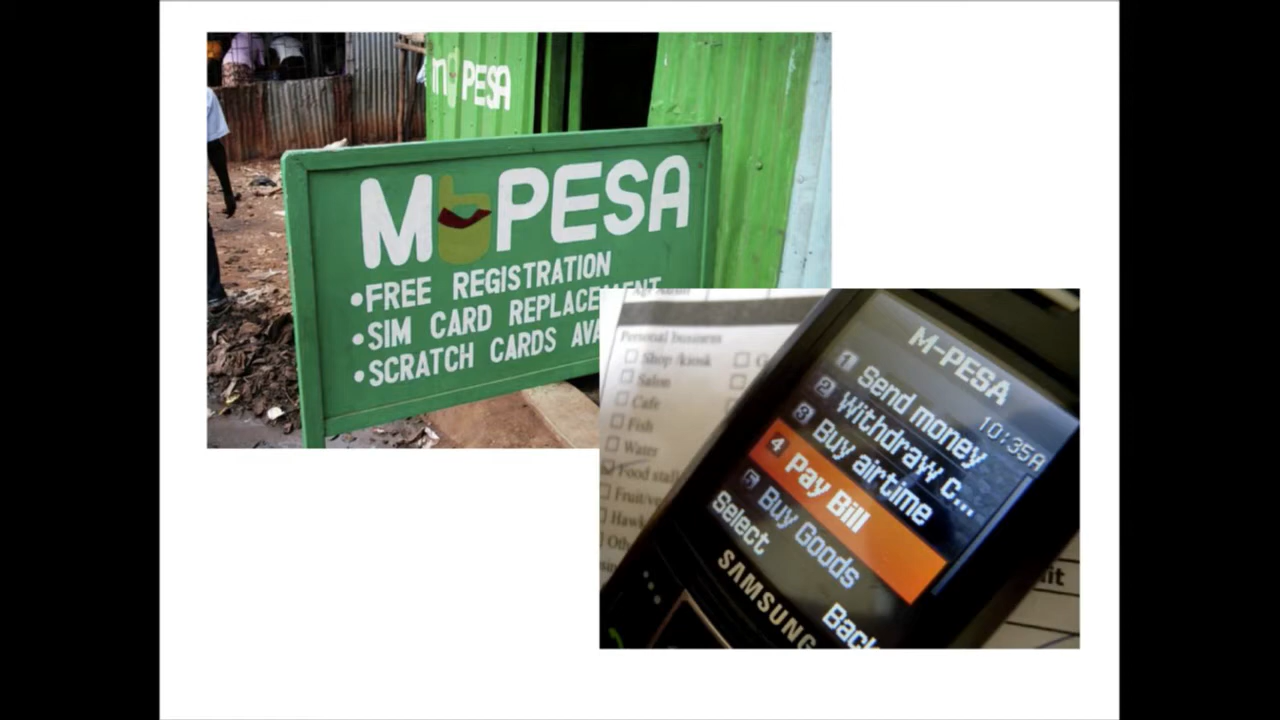 M PESA
M PESA
•FREE REGISTRATION
•SIM CARD REPLACEMENT
•SCRATCH CARDS
Personal business
Shop /kiosk
Salon
Cafe
Fish
Water
Food stall
M-PESA
10:35A
1 Send money
2 Withdraw C...
3 Buy airtime
4 Pay Bill
5 Buy Goods
Select
Back
SAMSUNG